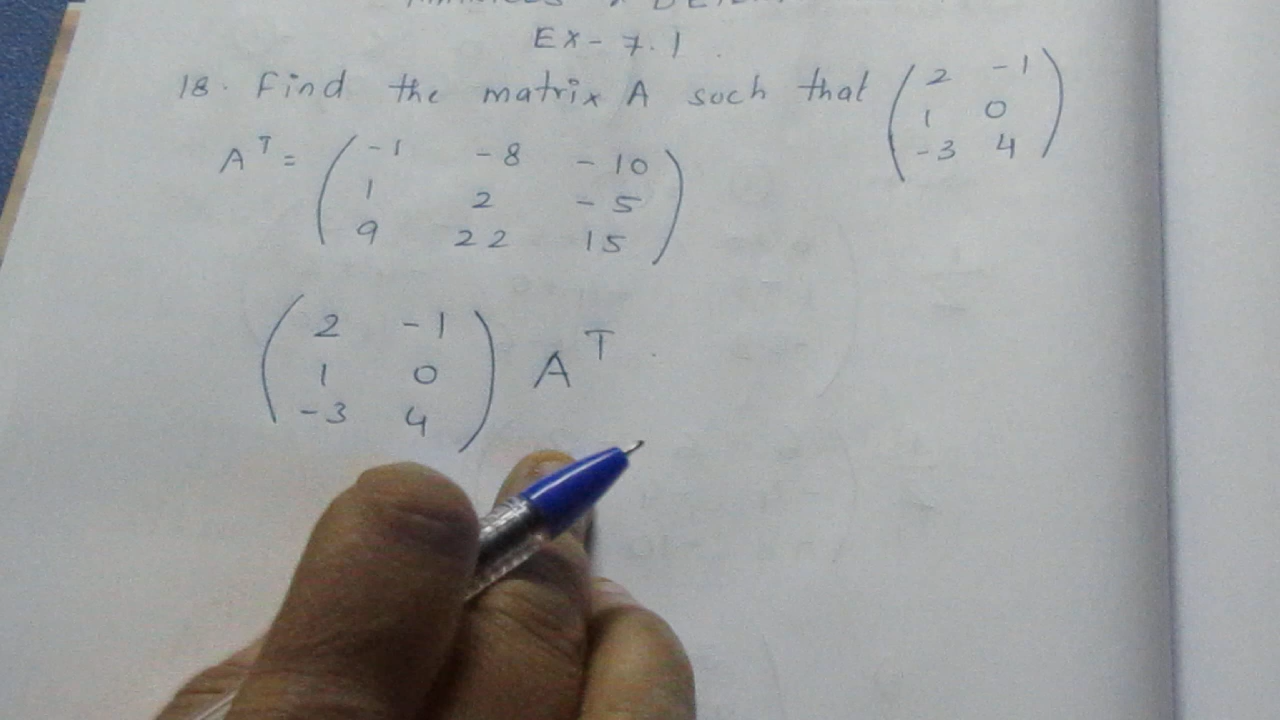 Ex - 7.1
18. Find the matrix A such that ( 2 -1
1 0
-3 4 )
A^T = ( -1 -8 -10
1 2 -5
9 22 15 )
( 2 -1
1 0
-3 4 ) A^T